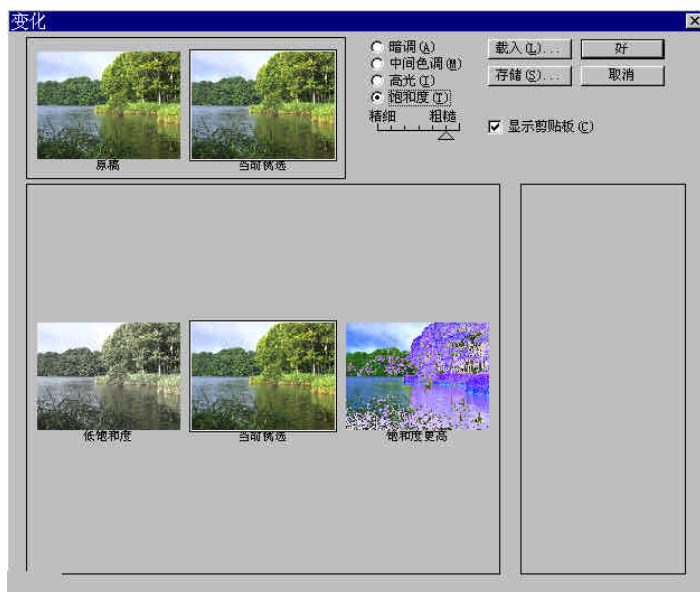 变化
原稿
当前挑选
暗调(A)
中间色调(M)
高光(I)
饱和度(T)
精细 粗糙
载入(L)...
好
存储(S)...
取消
显示剪贴板(C)
低饱和度
当前挑选
饱和度更高